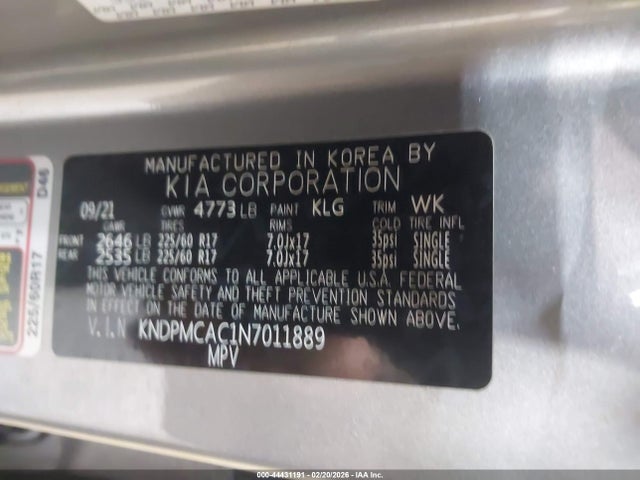 MANUFACTURED IN KOREA BY
KIA CORPORATION
09/21 GVWR 4773 LB PAINT KLG TRIM WK
GAWR RIMS COLD TIRE INFL
FRONT 2646 LB 225/60 R17 7.0Jx17 35psi SINGLE
REAR 2535 LB 225/60 R17 7.0Jx17 35psi SINGLE
THIS VEHICLE CONFORMS TO ALL APPLICABLE U.S.A. FEDERAL
MOTOR VEHICLE SAFETY AND THEFT PREVENTION STANDARDS
IN EFFECT ON THE DATE OF MANUFACTURE SHOWN ABOVE.
V.I.N KNDPMCAC1N7011889
MPV
D46
225/60R17
000 - 44431191 - 02/20/2026 - IAA Inc.